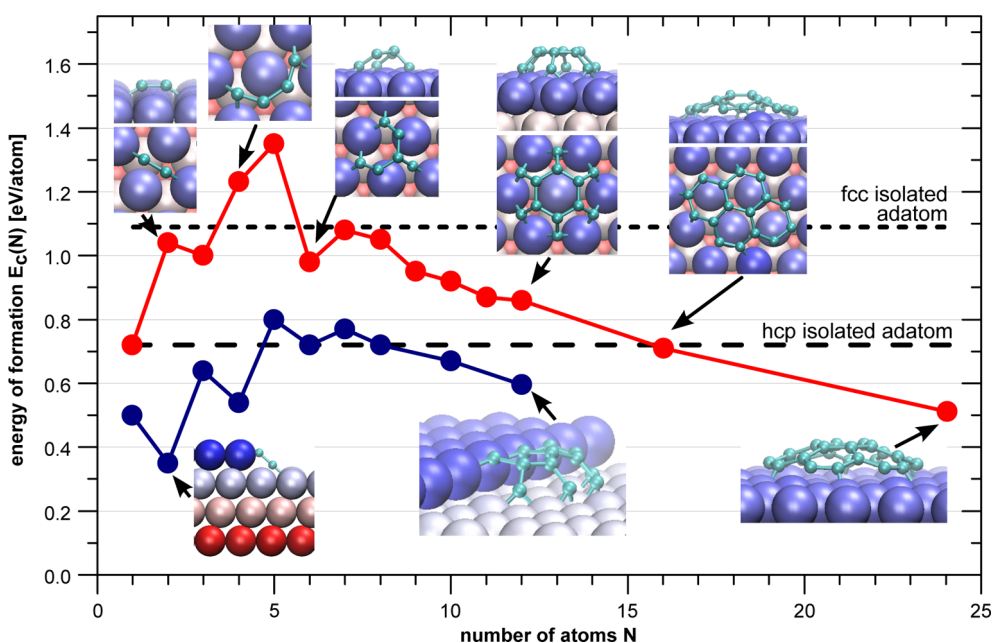 energy of formation E_C(N) [eV/atom]
1.6
1.4
1.2
1.0
0.8
0.6
0.4
0.2
0.0
fcc isolated
adatom
hcp isolated adatom
0 5 10 15 20 25
number of atoms N